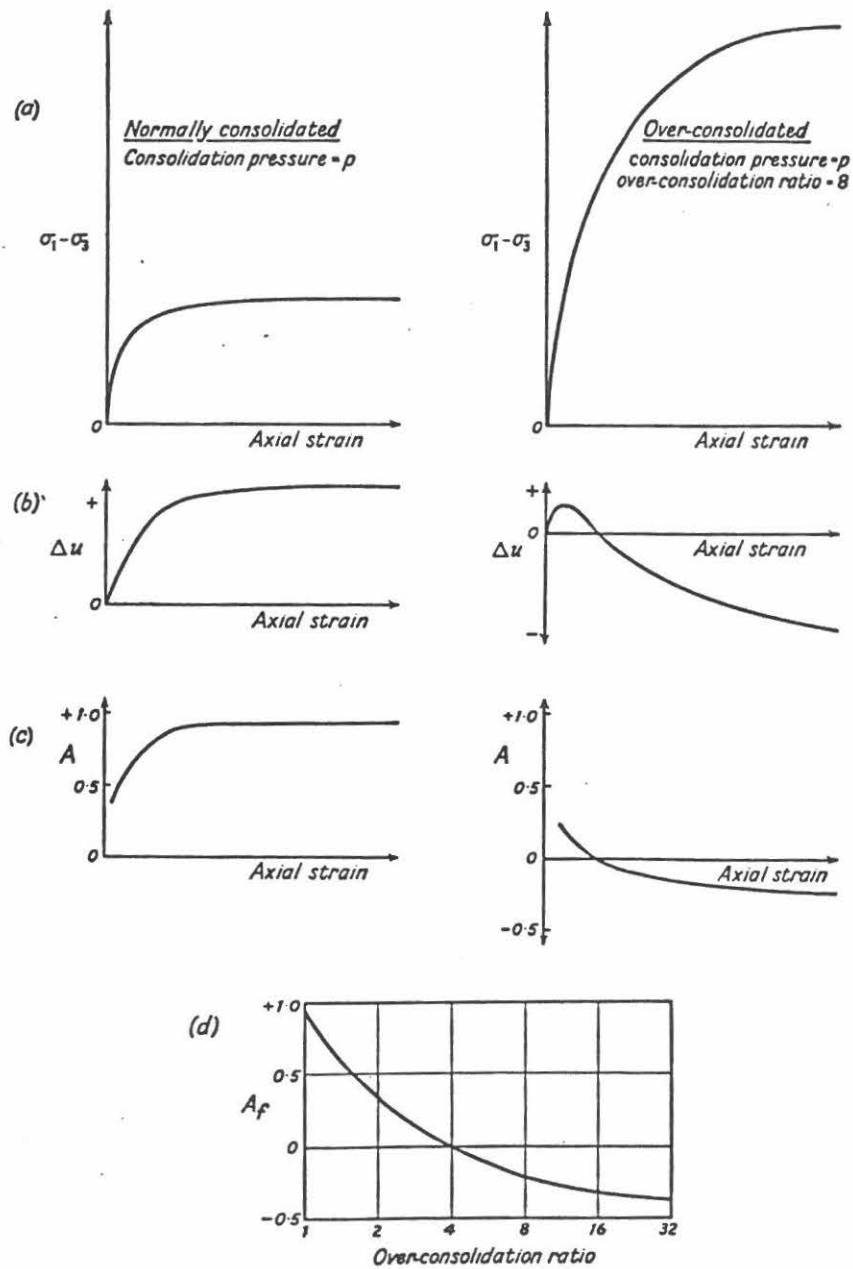 (a)
Normally consolidated
Consolidation pressure = p
σ₁-σ₃
0
Axial strain
Over-consolidated
consolidation pressure = p
over-consolidation ratio = 8
σ₁-σ₃
0
Axial strain
(b)
+
Δu
0
Axial strain
+
0
Δu
-
Axial strain
(c)
+1·0
A
0·5
0
Axial strain
+1·0
A
0·5
0
-0·5
Axial strain
(d)
+1·0
0·5
A_f
0
-0·5
1 2 4 8 16 32
Over-consolidation ratio